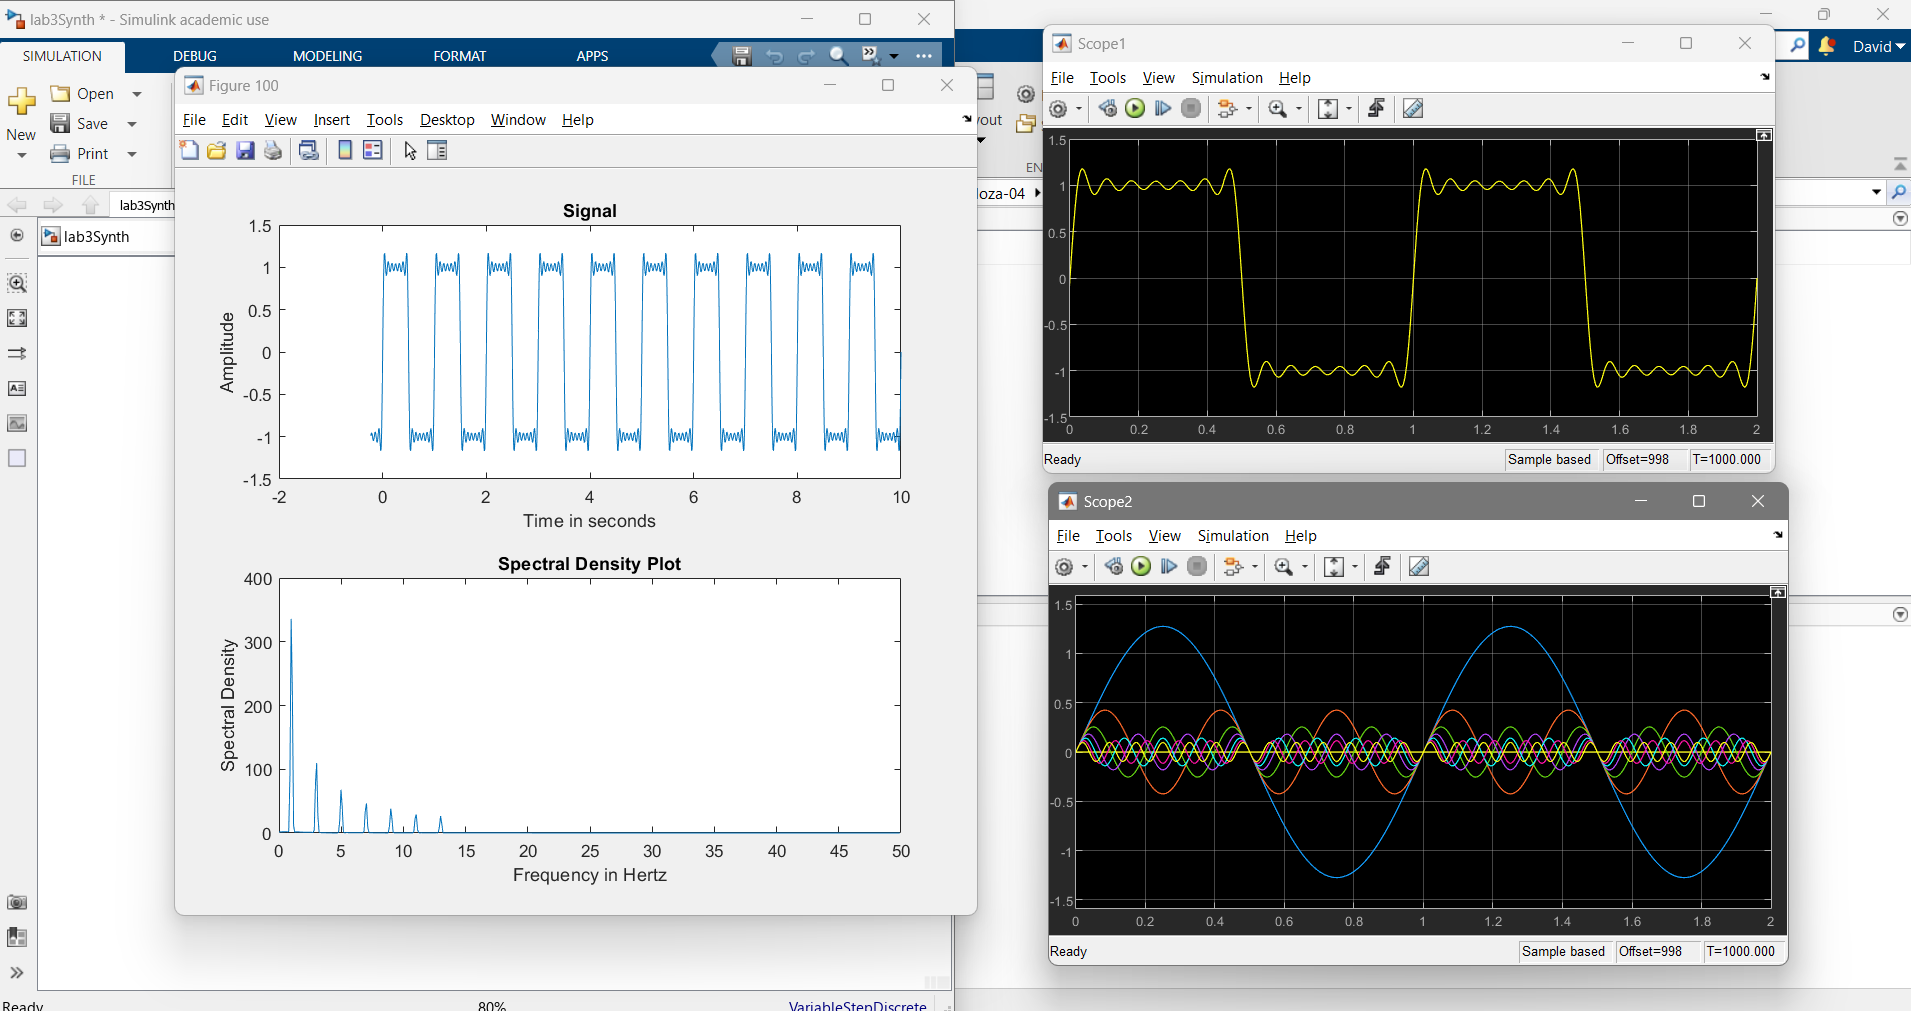 lab3Synth * - Simulink academic use
SIMULATION DEBUG MODELING FORMAT APPS
New
Open
Save
Print
FILE
lab3Synth
lab3Synth
Ready
80%
VariableStepDiscrete
Figure 100
File Edit View Insert Tools Desktop Window Help
Signal
1.5
1
0.5
0
-0.5
-1
-1.5
-2 0 2 4 6 8 10
Amplitude
Time in seconds
Spectral Density Plot
400
300
200
100
0
0 5 10 15 20 25 30 35 40 45 50
Spectral Density
Frequency in Hertz
David
Scope1
File Tools View Simulation Help
1.5
1
0.5
0
-0.5
-1
-1.5
0 0.2 0.4 0.6 0.8 1 1.2 1.4 1.6 1.8 2
Ready
Sample based Offset=998 T=1000.000
Scope2
File Tools View Simulation Help
1.5
1
0.5
0
-0.5
-1
-1.5
0 0.2 0.4 0.6 0.8 1 1.2 1.4 1.6 1.8 2
Ready
Sample based Offset=998 T=1000.000